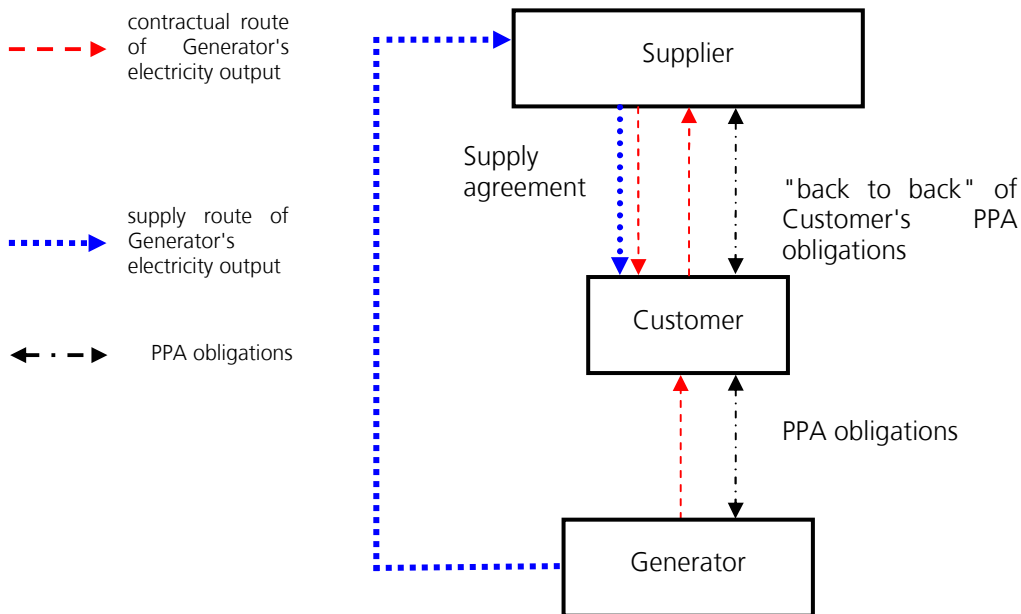 contractual route
of Generator's
electricity output
supply route of
Generator's
electricity output
PPA obligations
Supplier
Supply
agreement
"back to back" of
Customer's PPA
obligations
Customer
PPA obligations
Generator